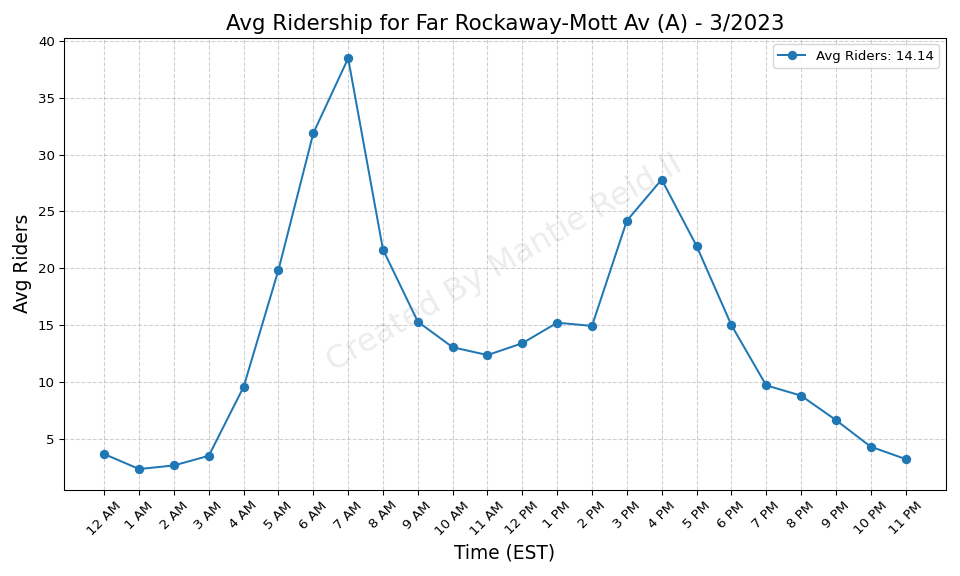 Avg Ridership for Far Rockaway-Mott Av (A) - 3/2023
Avg Riders: 14.14
Avg Riders
40
35
30
25
20
15
10
5
Created By Mantie Reid II
12 AM
1 AM
2 AM
3 AM
4 AM
5 AM
6 AM
7 AM
8 AM
9 AM
10 AM
11 AM
12 PM
1 PM
2 PM
3 PM
4 PM
5 PM
6 PM
7 PM
8 PM
9 PM
10 PM
11 PM
Time (EST)